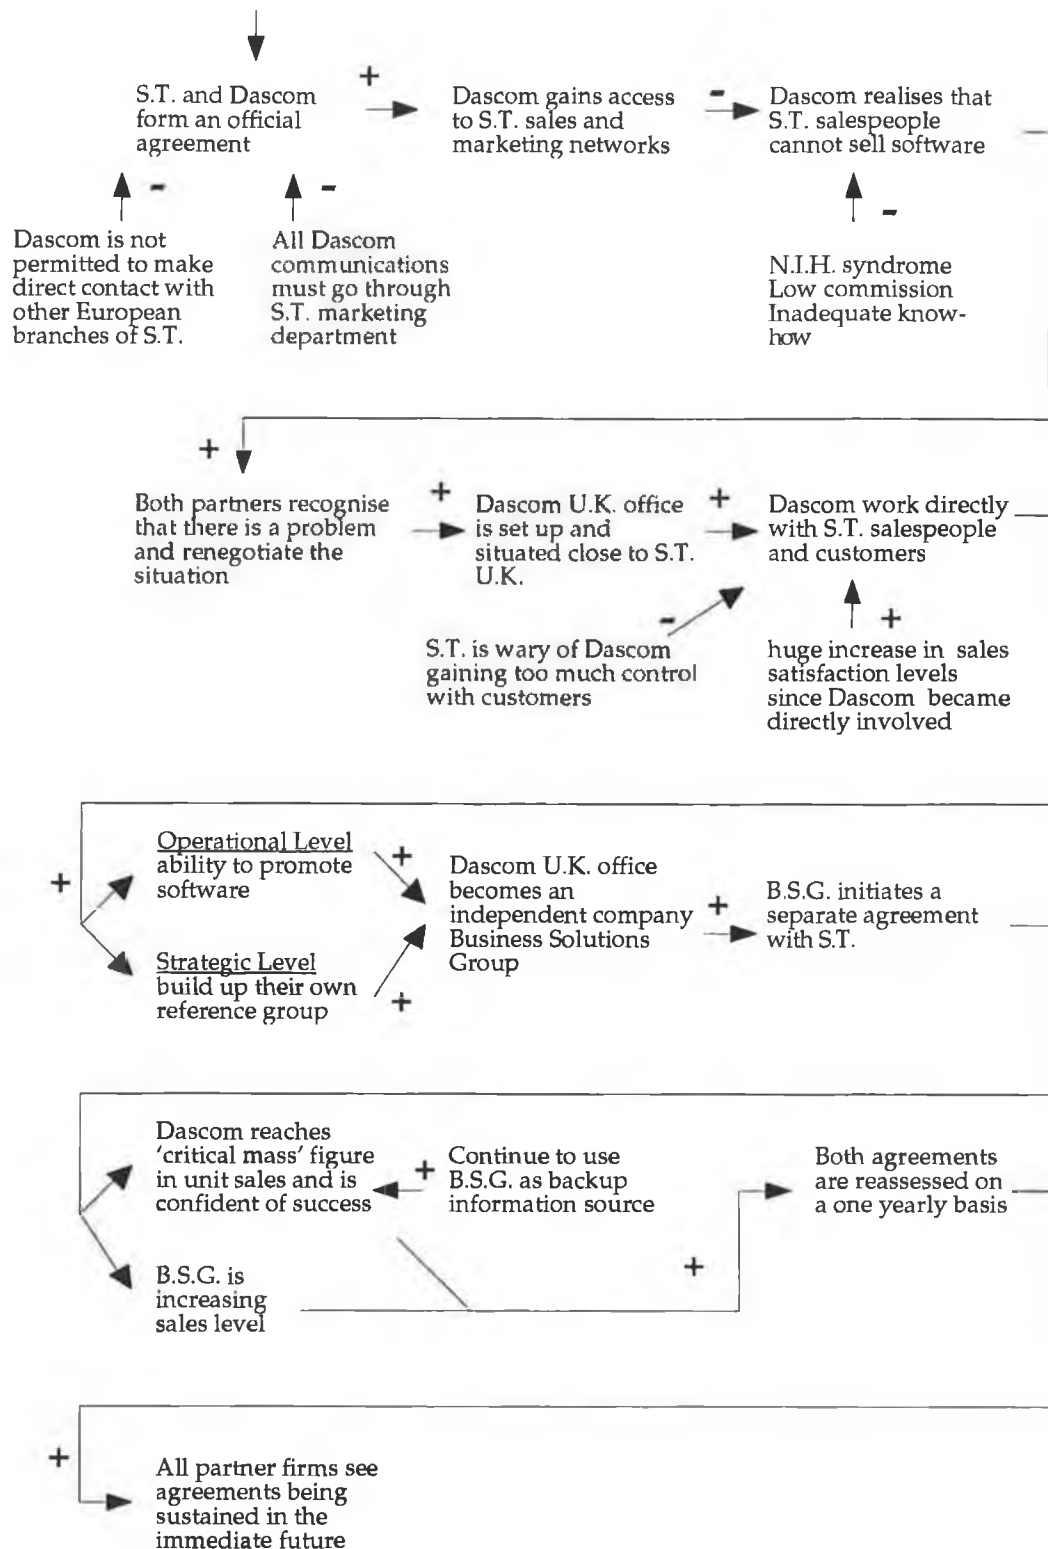 +
S.T. and Dascom
form an official
agreement
Dascom gains access
to S.T. sales and
marketing networks
-
Dascom realises that
S.T. salespeople
cannot sell software
-
-
-
Dascom is not
permitted to make
direct contact with
other European
branches of S.T.
All Dascom
communications
must go through
S.T. marketing
department
N.I.H. syndrome
Low commission
Inadequate know-
how
+
Both partners recognise
that there is a problem
and renegotiate the
situation
+
Dascom U.K. office
is set up and
situated close to S.T.
U.K.
+
Dascom work directly
with S.T. salespeople
and customers
-
S.T. is wary of Dascom
gaining too much control
with customers
+
huge increase in sales
satisfaction levels
since Dascom became
directly involved
+
Operational Level
ability to promote
software
+
Strategic Level
build up their own
reference group
+
Dascom U.K. office
becomes an
independent company
Business Solutions
Group
+
B.S.G. initiates a
separate agreement
with S.T.
Dascom reaches
'critical mass' figure
in unit sales and is
confident of success
+
Continue to use
B.S.G. as backup
information source
Both agreements
are reassessed on
a one yearly basis
B.S.G. is
increasing
sales level
+
+
All partner firms see
agreements being
sustained in the
immediate future